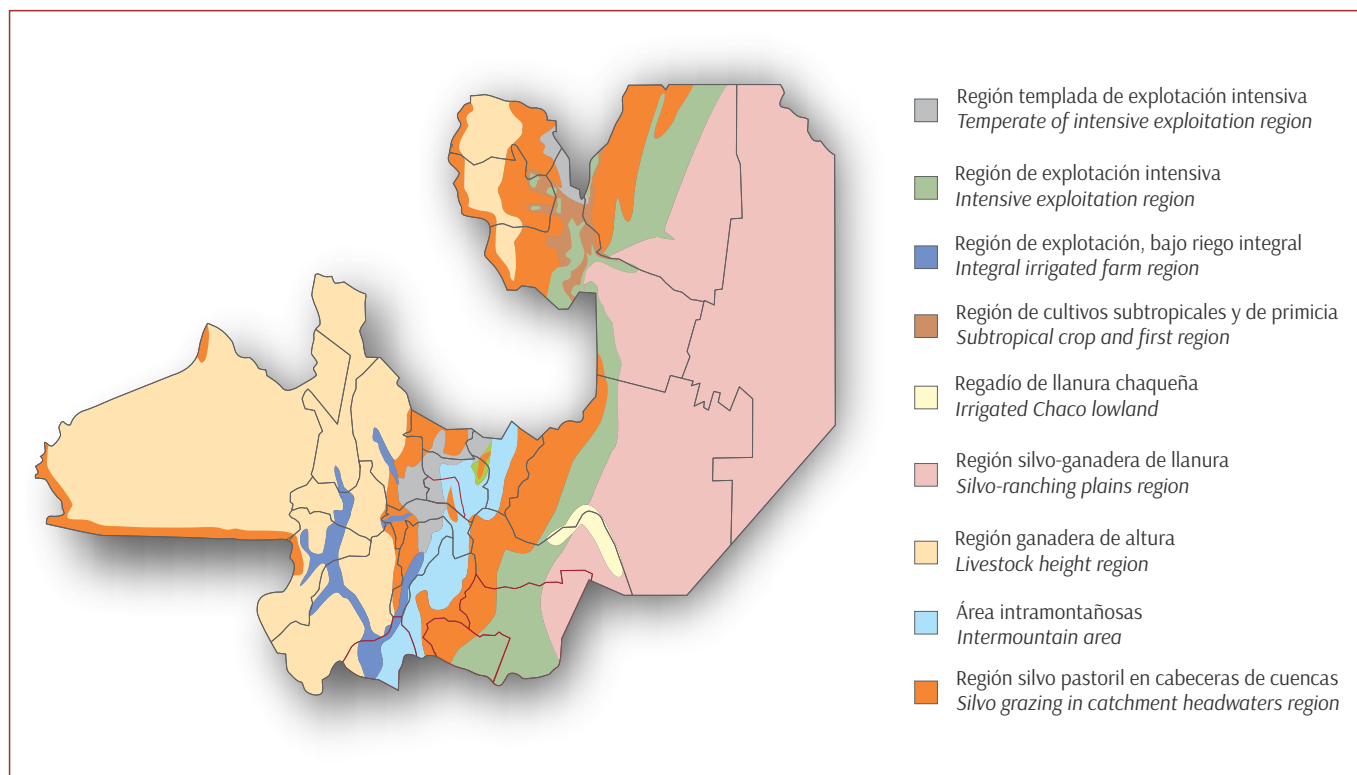 Región templada de explotación intensiva
Temperate of intensive exploitation region
Región de explotación intensiva
Intensive exploitation region
Región de explotación, bajo riego integral
Integral irrigated farm region
Región de cultivos subtropicales y de primicia
Subtropical crop and first region
Regadío de llanura chaqueña
Irrigated Chaco lowland
Región silvo-ganadera de llanura
Silvo-ranching plains region
Región ganadera de altura
Livestock height region
Área intramontañosas
Intermountain area
Región silvo pastoril en cabeceras de cuencas
Silvo grazing in catchment headwaters region